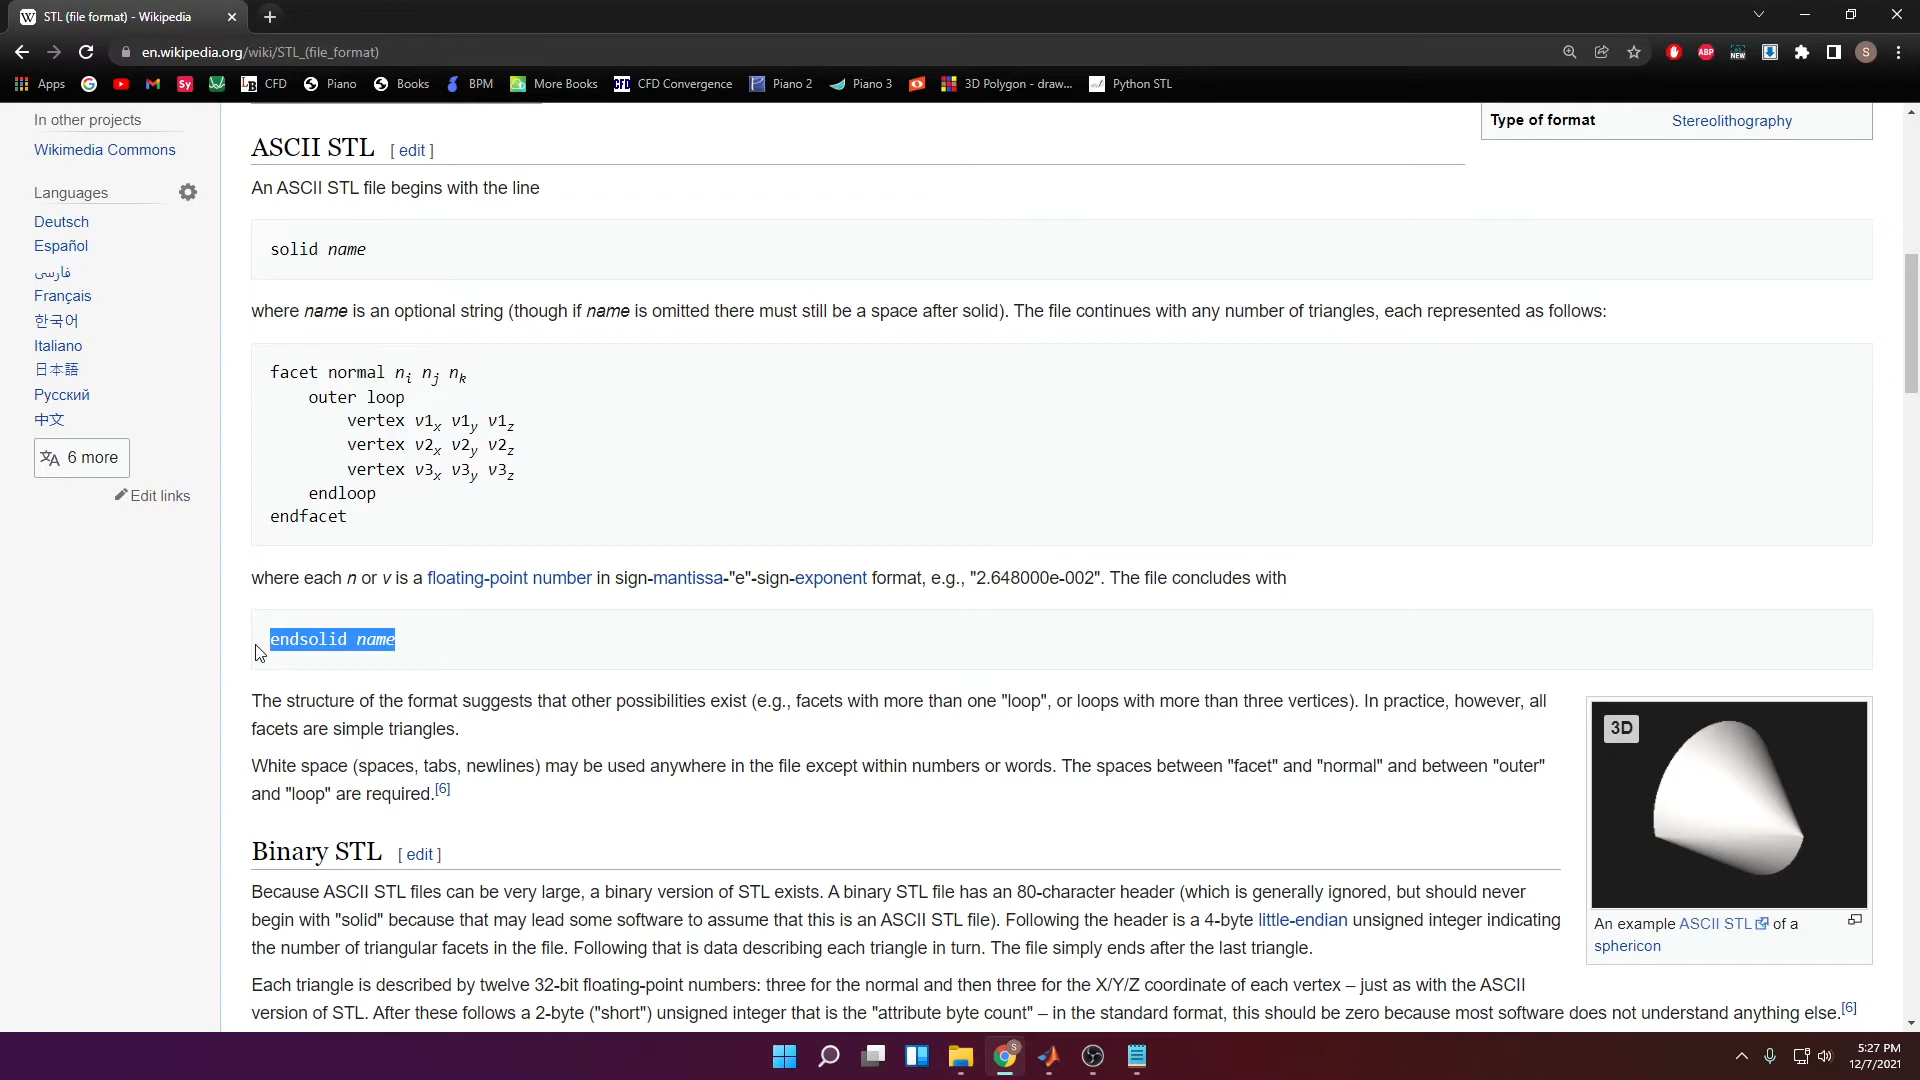 STL (file format) - Wikipedia
en.wikipedia.org/wiki/STL_(file_format)
ABP
NEW
S
Apps
Sy
CFD
Piano
Books
BPM
More Books
CFD Convergence
Piano 2
Piano 3
3D Polygon - draw...
Python STL
In other projects
Wikimedia Commons
Languages
Deutsch
Español
فارسی
Français
한국어
Italiano
日本語
Русский
中文
6 more
Edit links
Type of format Stereolithography
ASCII STL [ edit ]
An ASCII STL file begins with the line
solid name
where name is an optional string (though if name is omitted there must still be a space after solid). The file continues with any number of triangles, each represented as follows:
facet normal ni nj nk
outer loop
vertex v1x v1y v1z
vertex v2x v2y v2z
vertex v3x v3y v3z
endloop
endfacet
where each n or v is a floating-point number in sign-mantissa-"e"-sign-exponent format, e.g., "2.648000e-002". The file concludes with
endsolid name
The structure of the format suggests that other possibilities exist (e.g., facets with more than one "loop", or loops with more than three vertices). In practice, however, all
facets are simple triangles.
White space (spaces, tabs, newlines) may be used anywhere in the file except within numbers or words. The spaces between "facet" and "normal" and between "outer"
and "loop" are required.[6]
3D
An example ASCII STL of a
sphericon
Binary STL [ edit ]
Because ASCII STL files can be very large, a binary version of STL exists. A binary STL file has an 80-character header (which is generally ignored, but should never
begin with "solid" because that may lead some software to assume that this is an ASCII STL file). Following the header is a 4-byte little-endian unsigned integer indicating
the number of triangular facets in the file. Following that is data describing each triangle in turn. The file simply ends after the last triangle.
Each triangle is described by twelve 32-bit floating-point numbers: three for the normal and then three for the X/Y/Z coordinate of each vertex – just as with the ASCII
version of STL. After these follows a 2-byte ("short") unsigned integer that is the "attribute byte count" – in the standard format, this should be zero because most software does not understand anything else.[6]
5:27 PM
12/7/2021